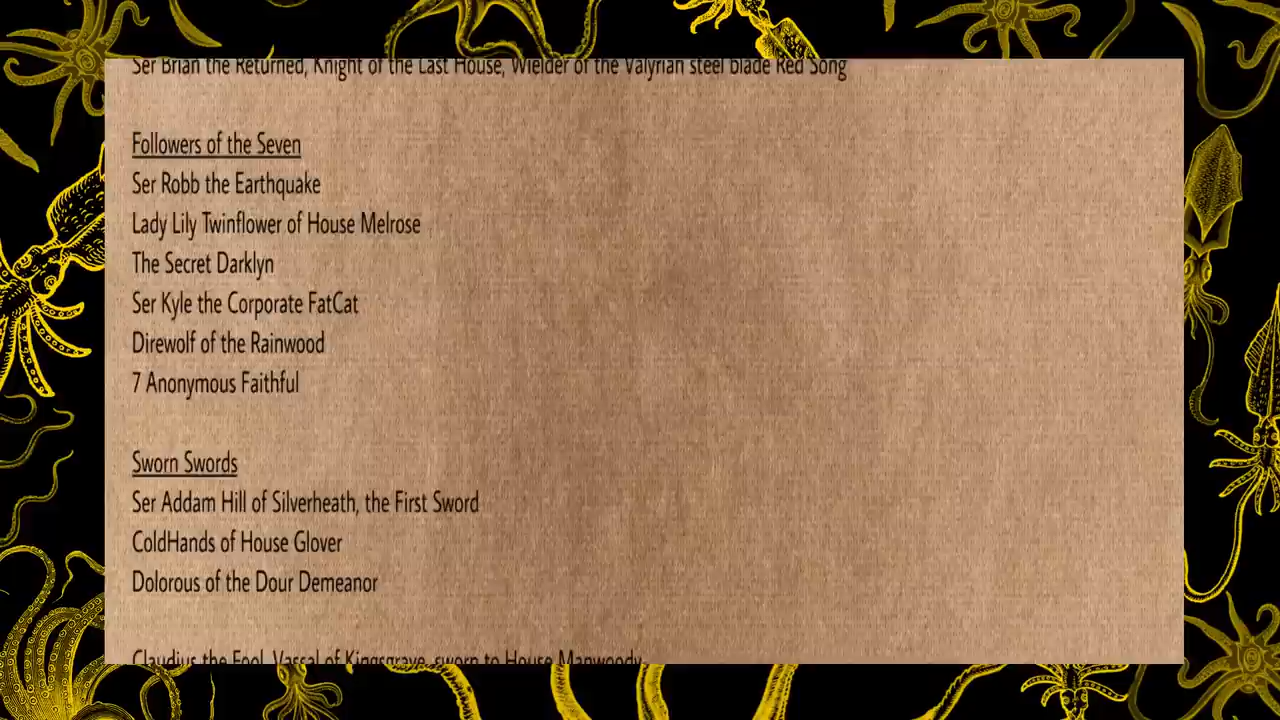 Ser Brian the Returned, Knight of the Last House, Wielder of the Valyrian steel blade Red Song
Followers of the Seven
Ser Robb the Earthquake
Lady Lily Twinflower of House Melrose
The Secret Darklyn
Ser Kyle the Corporate FatCat
Direwolf of the Rainwood
7 Anonymous Faithful
Sworn Swords
Ser Addam Hill of Silverheath, the First Sword
ColdHands of House Glover
Dolorous of the Dour Demeanor
Claudius the Fool, Vassal of Kingsgrave, sworn to House Manwoody